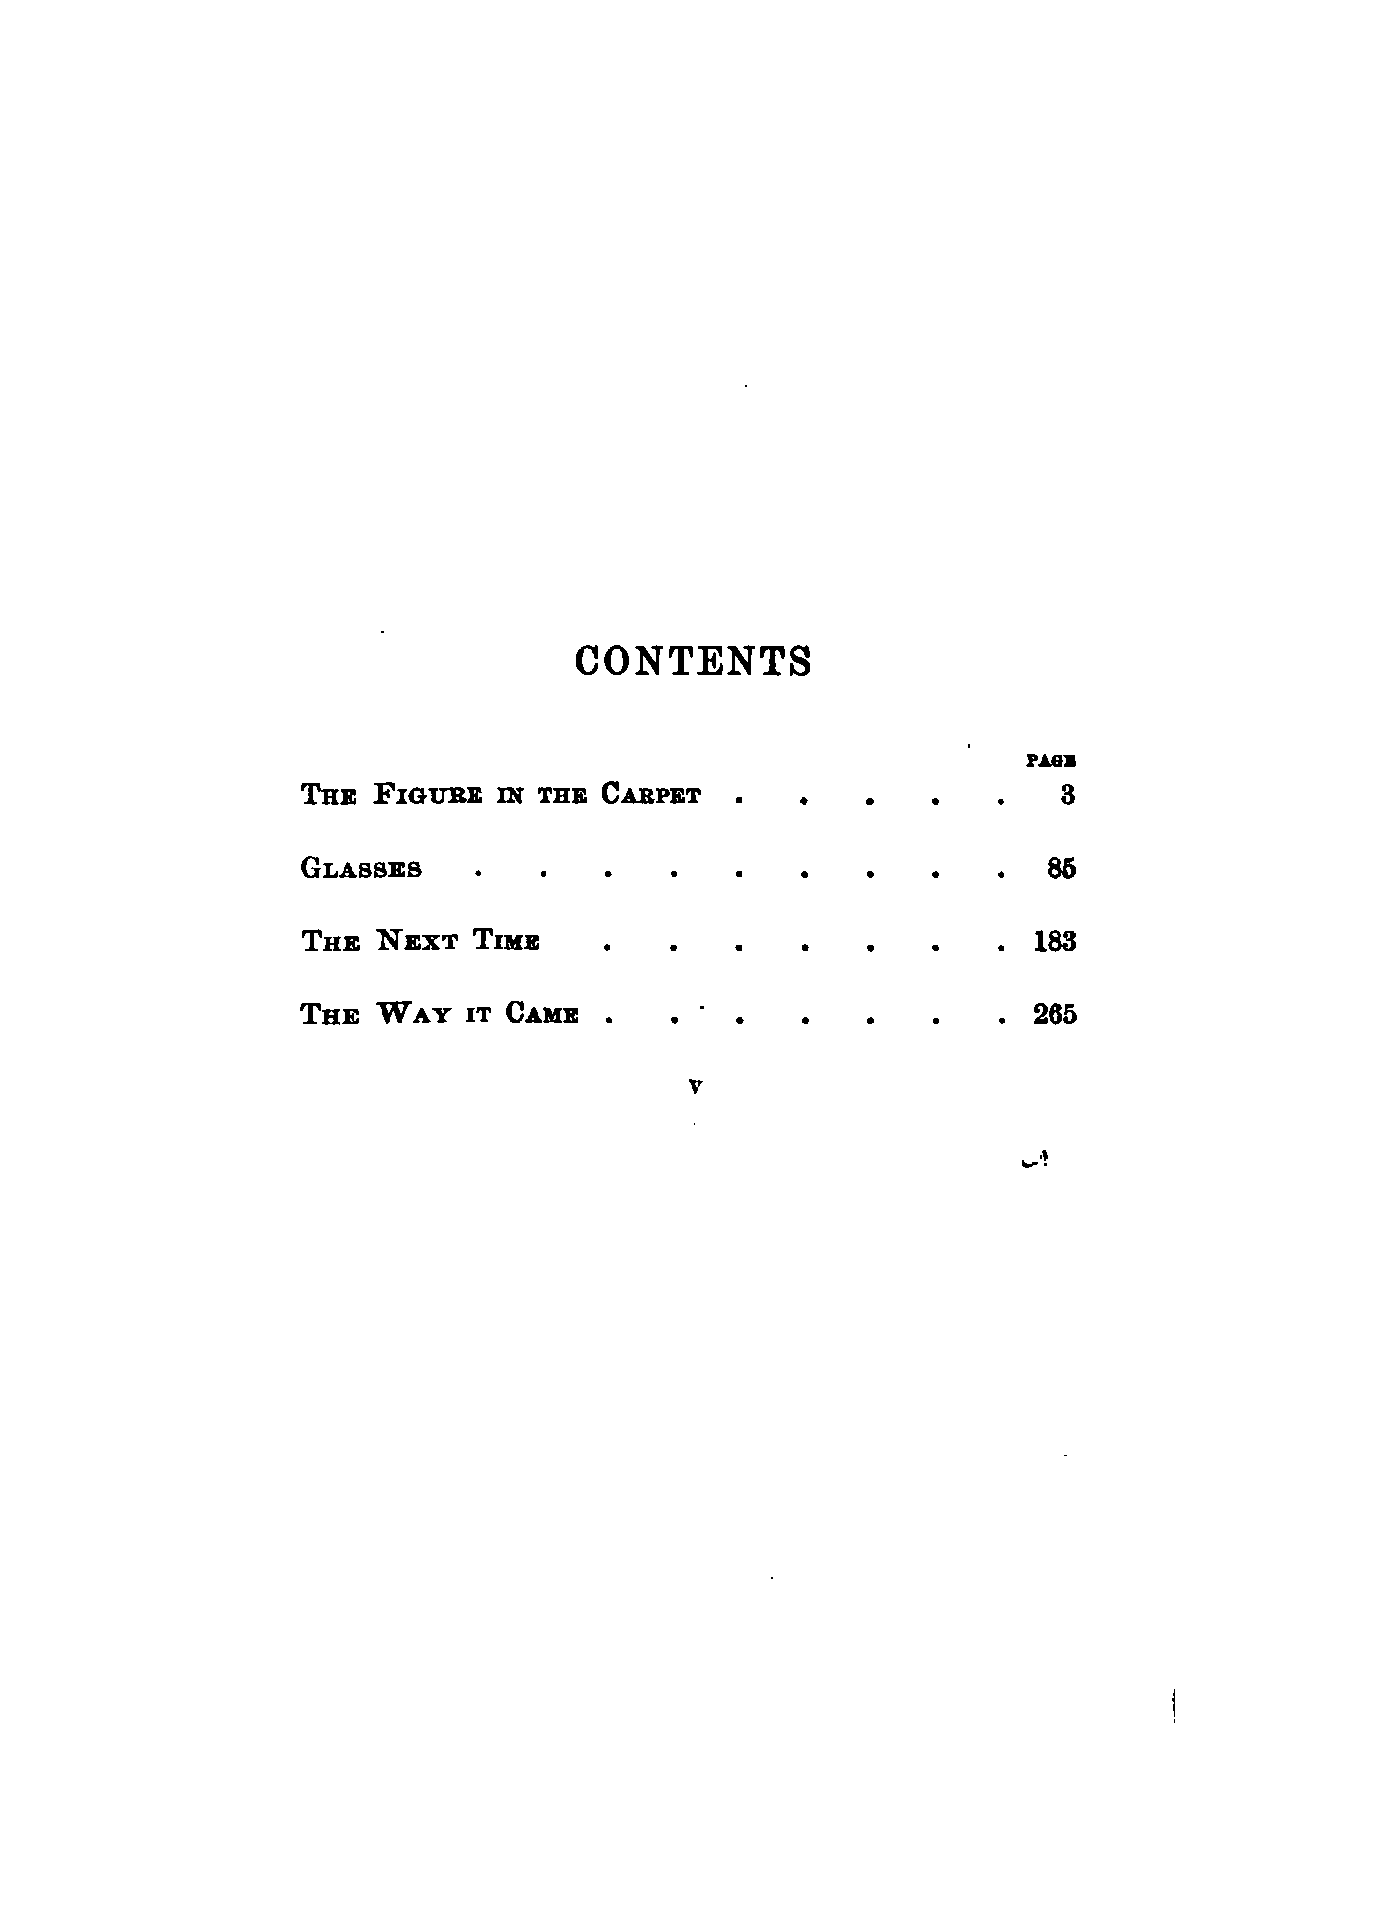 CONTENTS
PAGE
THE FIGURE IN THE CARPET . . . . . 3
GLASSES . . . . . . . . . 85
THE NEXT TIME . . . . . . . 183
THE WAY IT CAME . . . . . . . 265
v